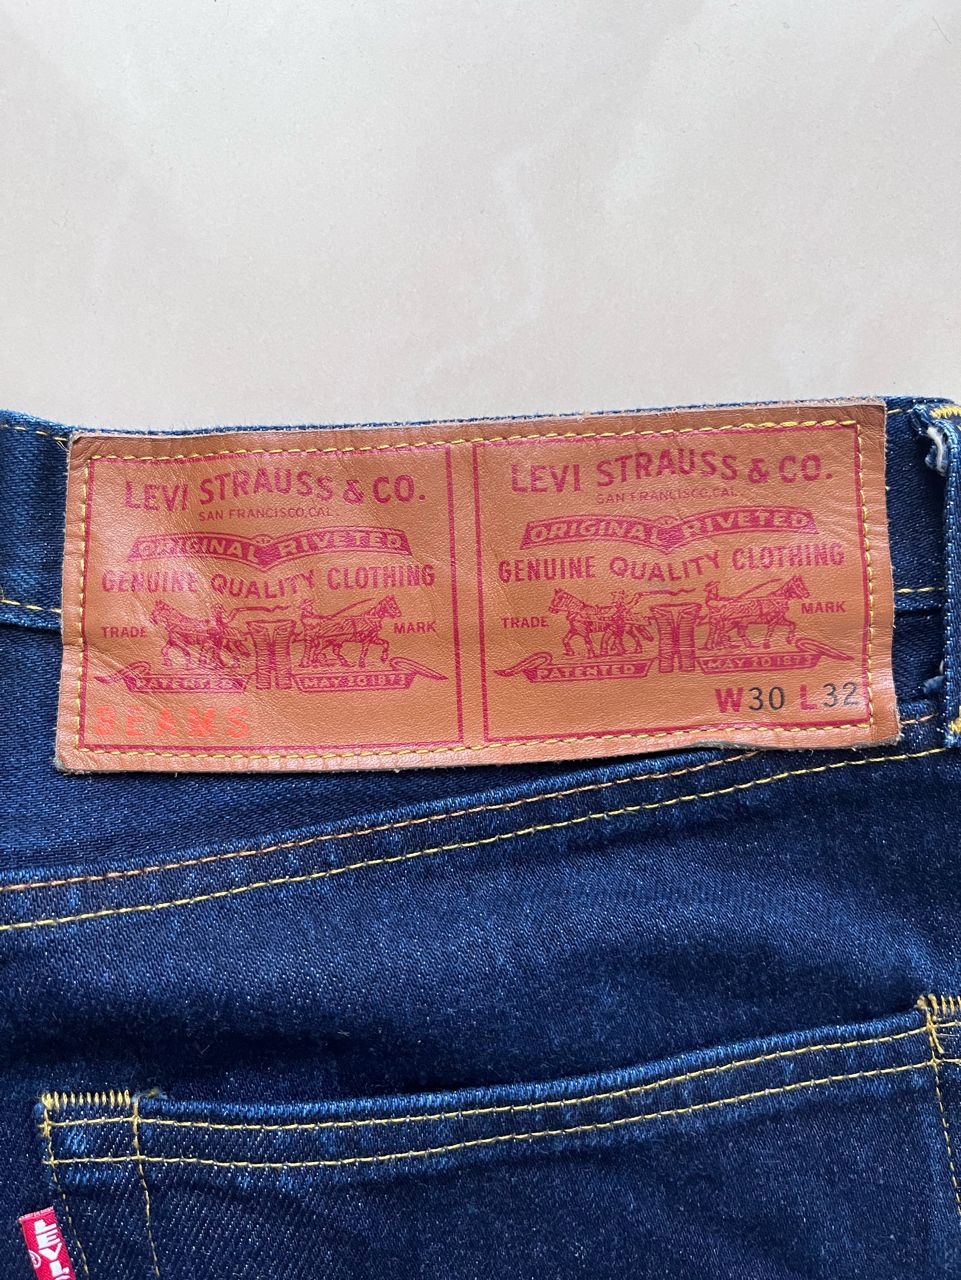 LEVI STRAUSS & CO.
SAN FRANCISCO, CAL.
ORIGINAL RIVETED
GENUINE QUALITY CLOTHING
TRADE MARK
PATENTED MAY 20 1873
BEAMS
LEVI STRAUSS & CO.
SAN FRANCISCO, CAL.
ORIGINAL RIVETED
GENUINE QUALITY CLOTHING
TRADE MARK
PATENTED MAY 20 1873
W30 L32
LEVI'S
®